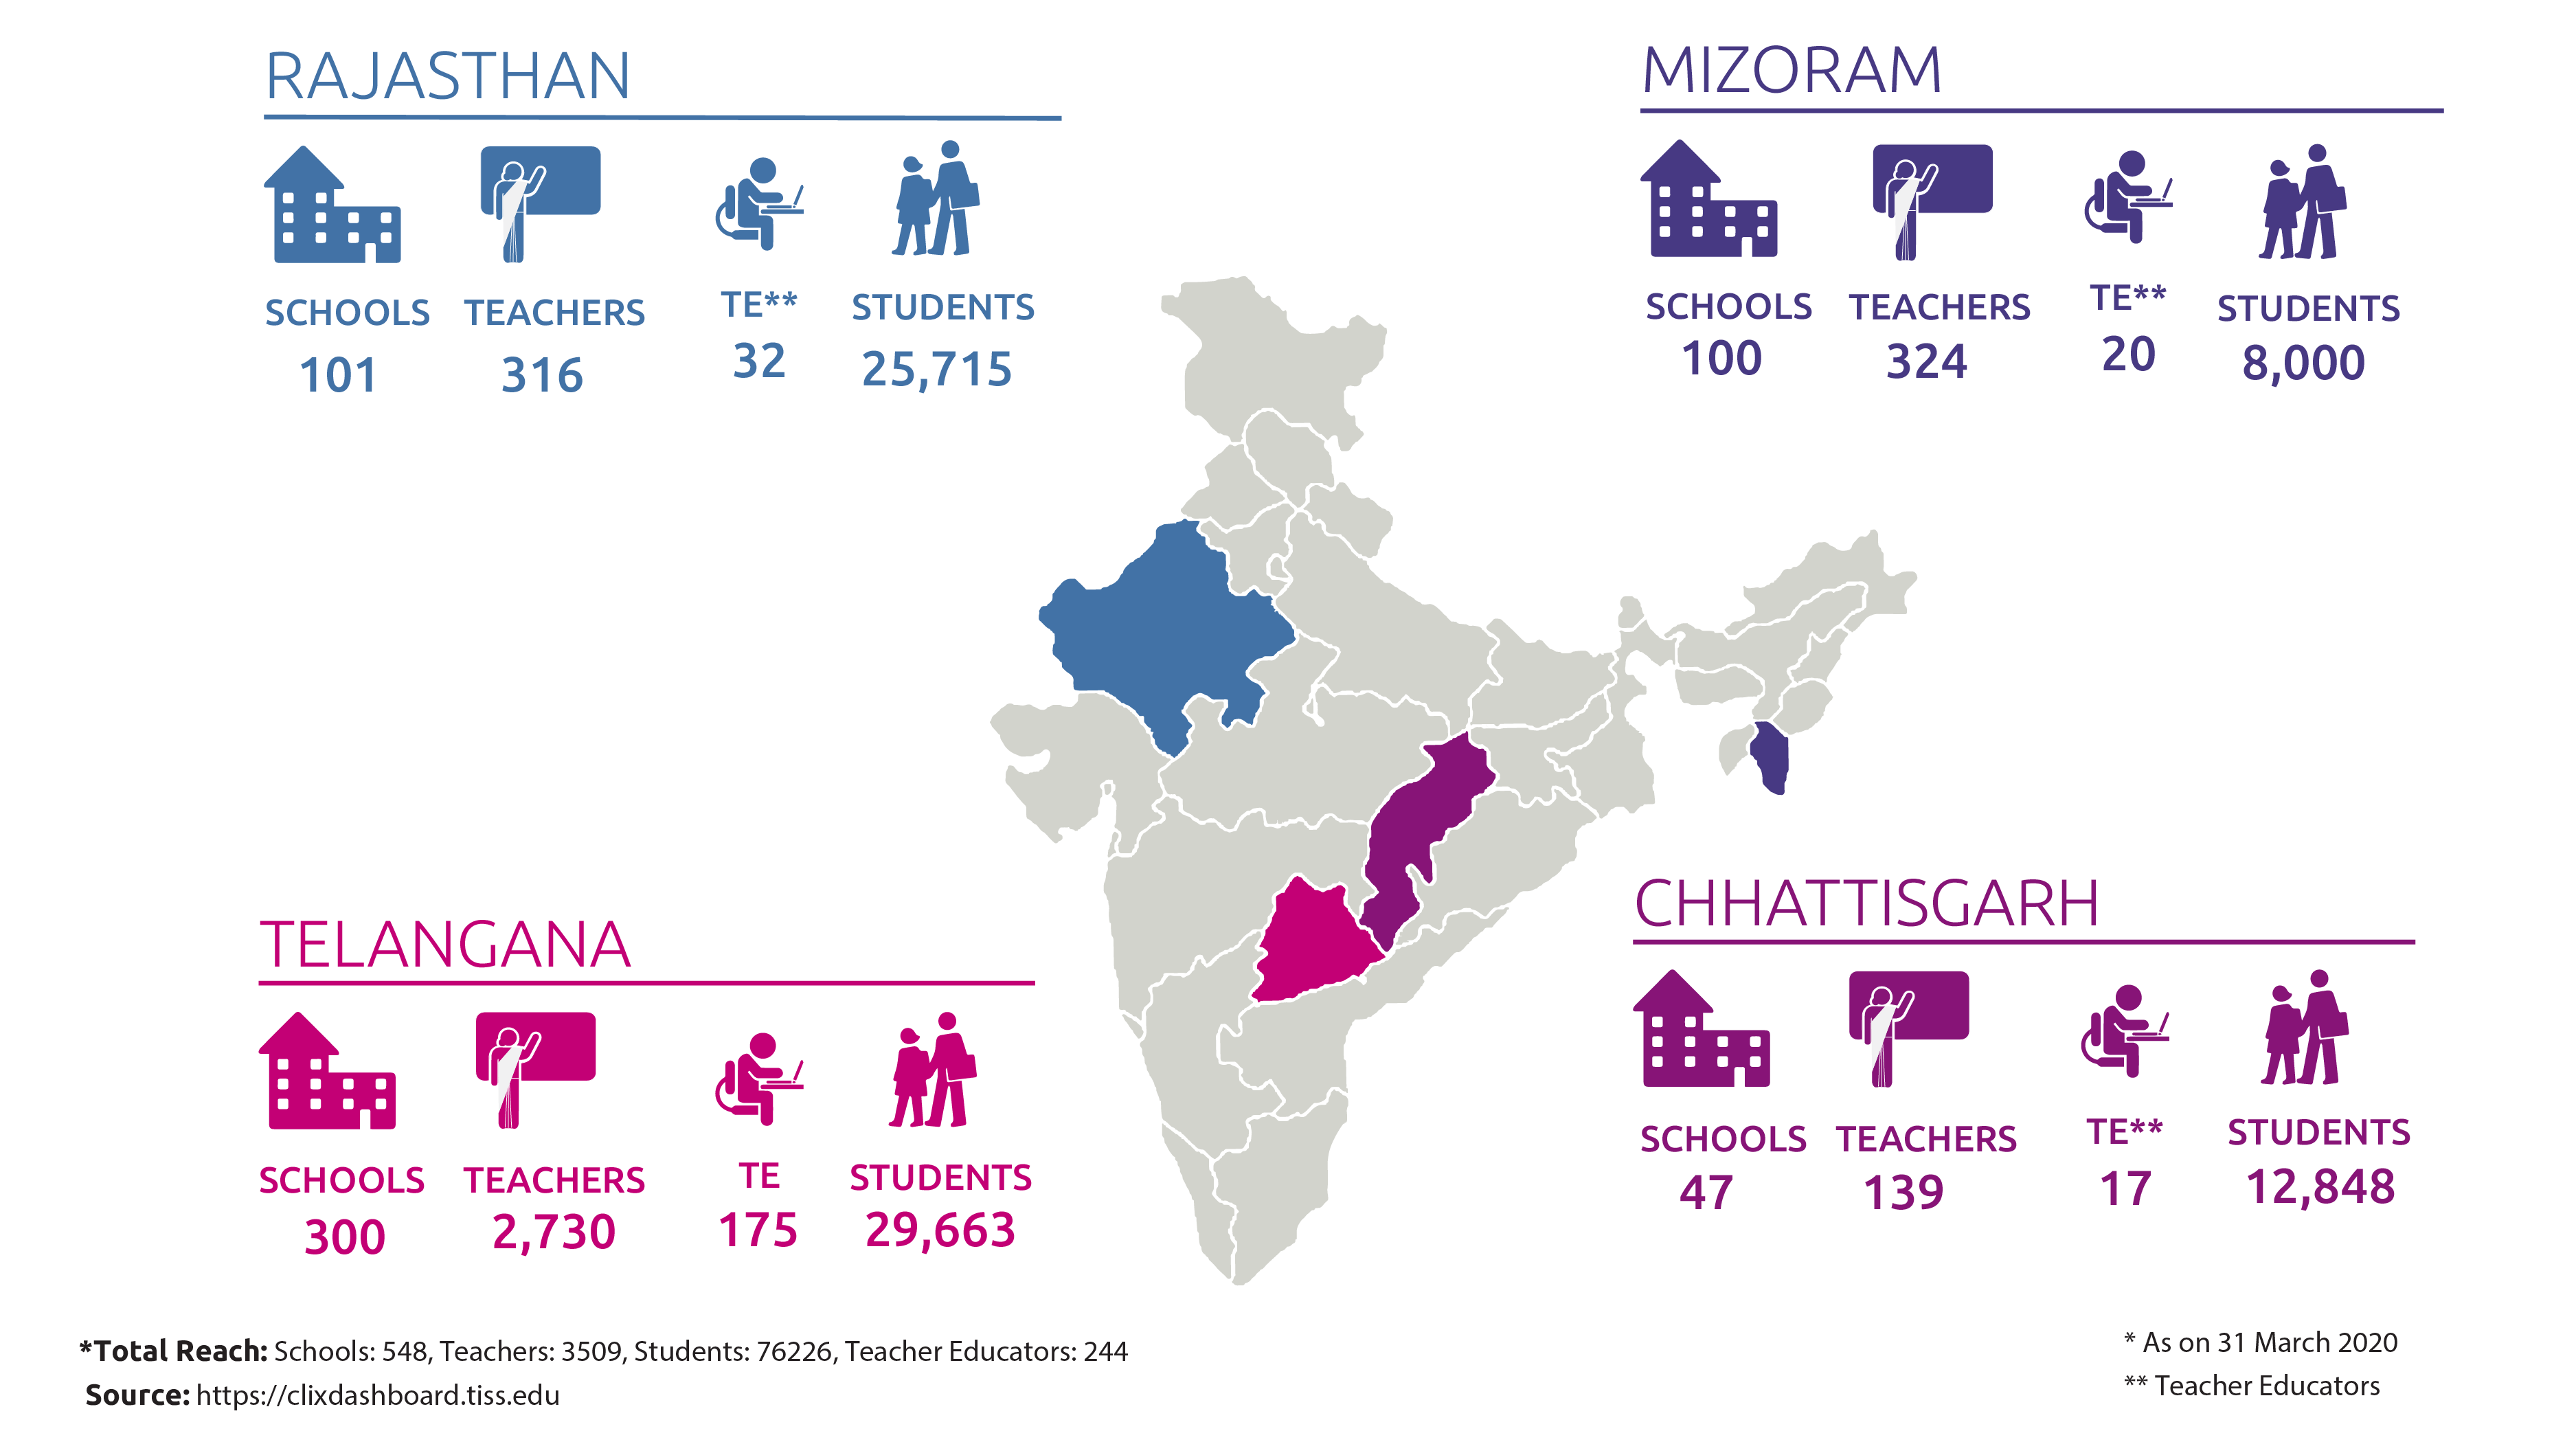 RAJASTHAN
SCHOOLS TEACHERS TE** STUDENTS
101 316 32 25,715
MIZORAM
SCHOOLS TEACHERS TE** STUDENTS
100 324 20 8,000
TELANGANA
SCHOOLS TEACHERS TE STUDENTS
300 2,730 175 29,663
CHHATTISGARH
SCHOOLS TEACHERS TE** STUDENTS
47 139 17 12,848
*Total Reach: Schools: 548, Teachers: 3509, Students: 76226, Teacher Educators: 244
Source: https://clixdashboard.tiss.edu
* As on 31 March 2020
** Teacher Educators